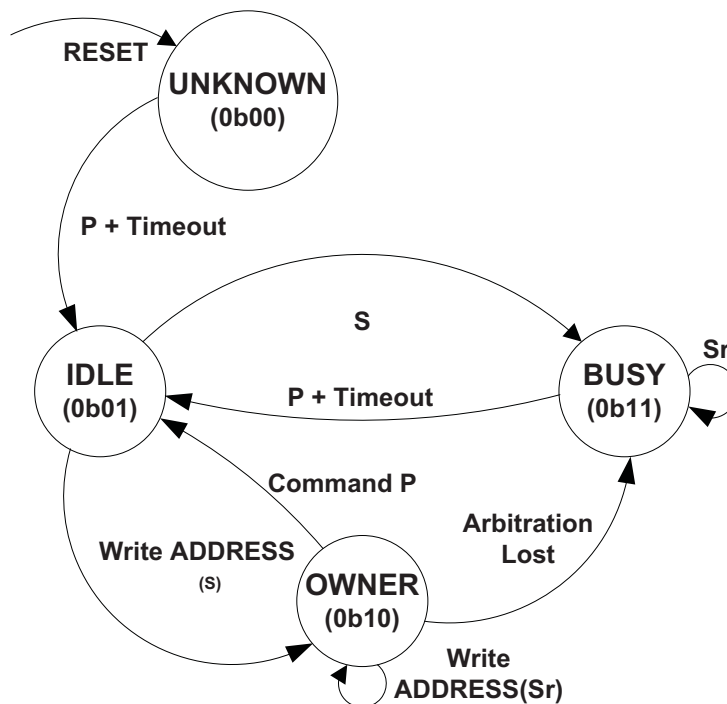 RESET
UNKNOWN
(0b00)
P + Timeout
S
IDLE
(0b01)
BUSY
(0b11)
Sr
P + Timeout
Command P
Arbitration
Lost
Write ADDRESS
(S)
OWNER
(0b10)
Write
ADDRESS(Sr)